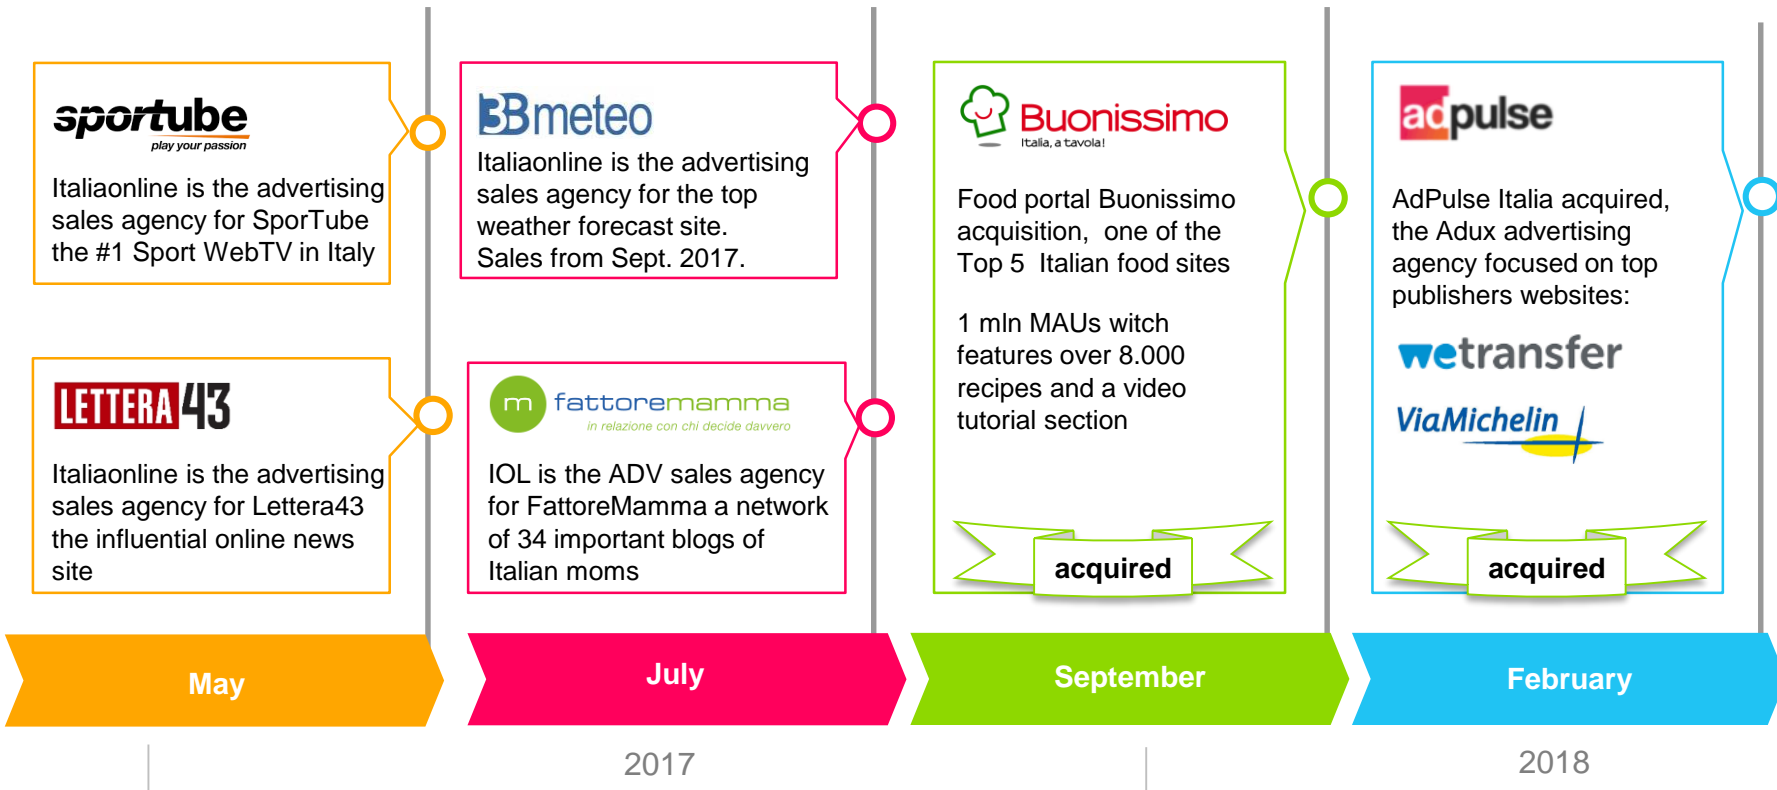 sportube
play your passion
Italiaonline is the advertising
sales agency for SporTube
the #1 Sport WebTV in Italy
LETTERA43
Italiaonline is the advertising
sales agency for Lettera43
the influential online news
site
3Bmeteo
Italiaonline is the advertising
sales agency for the top
weather forecast site.
Sales from Sept. 2017.
m fattoremamma
in relazione con chi decide davvero
IOL is the ADV sales agency
for FattoreMamma a network
of 34 important blogs of
Italian moms
Buonissimo
Italia, a tavola!
Food portal Buonissimo
acquisition, one of the
Top 5 Italian food sites
1 mln MAUs witch
features over 8.000
recipes and a video
tutorial section
acquired
adpulse
AdPulse Italia acquired,
the Adux advertising
agency focused on top
publishers websites:
wetransfer
ViaMichelin
acquired
May
July
September
February
2017
2018